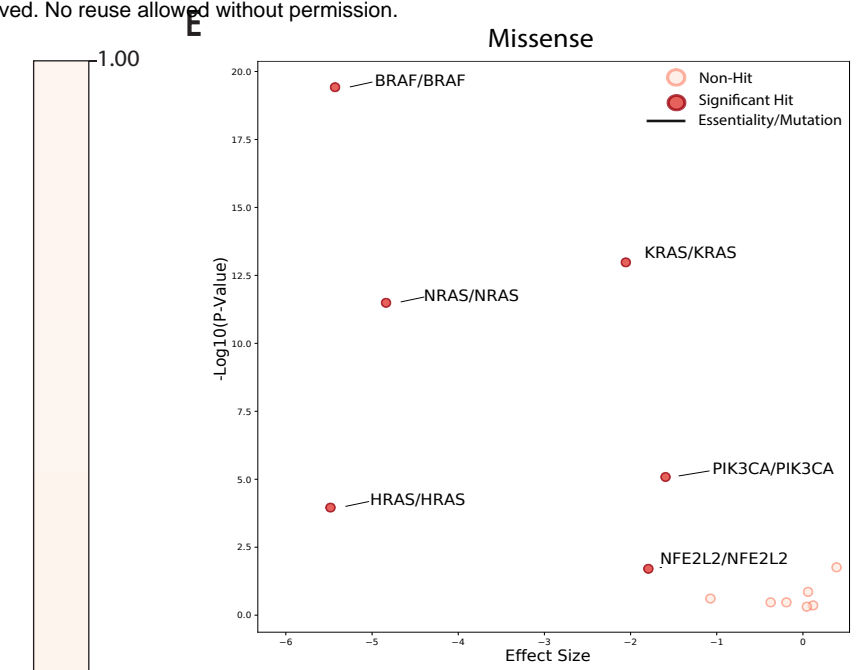 ved. No reuse allowed without permission.
E
1.00
Missense
Non-Hit
Significant Hit
Essentiality/Mutation
-Log10(P-Value)
20.0
17.5
15.0
12.5
10.0
7.5
5.0
2.5
0.0
BRAF/BRAF
KRAS/KRAS
NRAS/NRAS
PIK3CA/PIK3CA
HRAS/HRAS
NFE2L2/NFE2L2
−6 −5 −4 −3 −2 −1 0
Effect Size